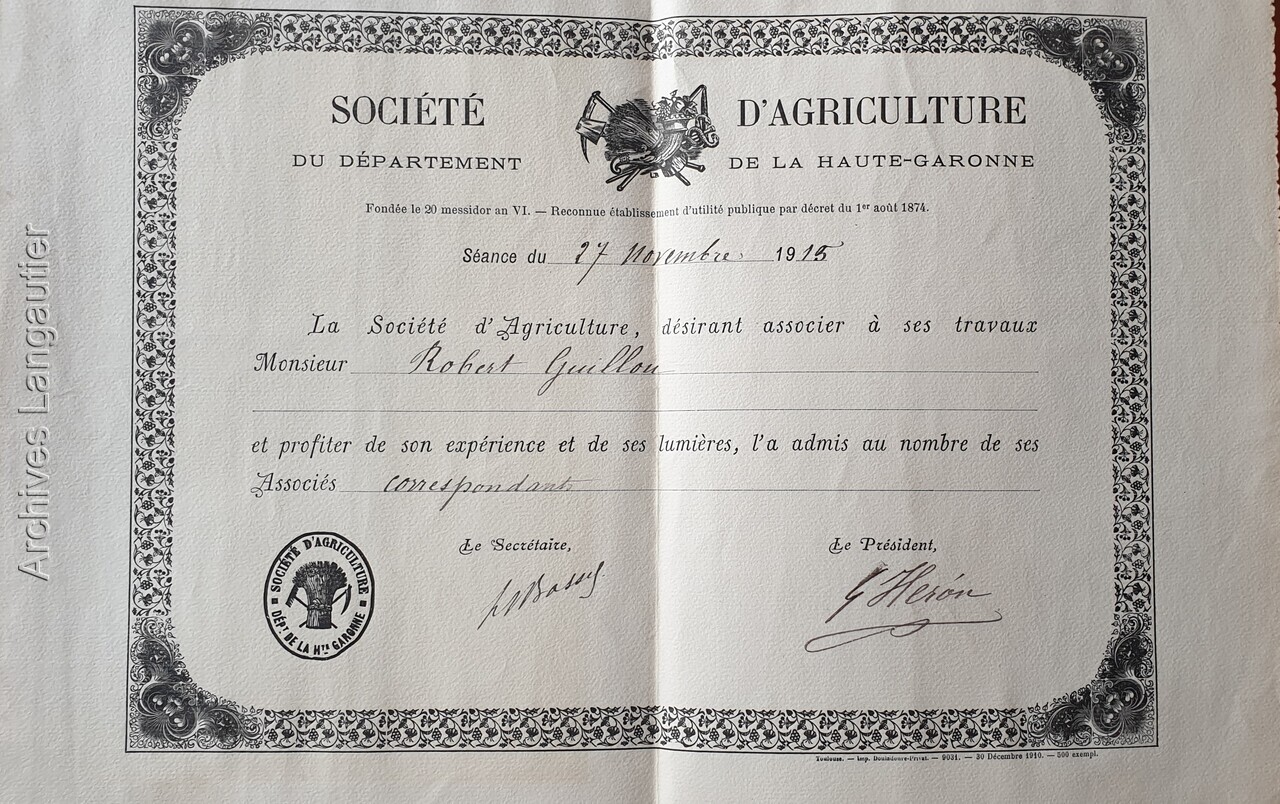 SOCIÉTÉ D'AGRICULTURE
DU DÉPARTEMENT DE LA HAUTE-GARONNE
Fondée le 20 messidor an VI. — Reconnue établissement d'utilité publique par décret du 1er août 1874.
Séance du 27 Novembre 1915
La Société d'Agriculture, désirant associer à ses travaux
Monsieur Robert Guillou
et profiter de son expérience et de ses lumières, l'a admis au nombre de ses
Associés correspondants
Le Secrétaire, Le Président,
G Heron
SOCIÉTÉ D'AGRICULTURE
DÉPT DE LA HTE GARONNE
Toulouse. — Imp. Douladoure-Privat. — 9031. — 30 Décembre 1910. — 500 exempl.
Archives Langautier